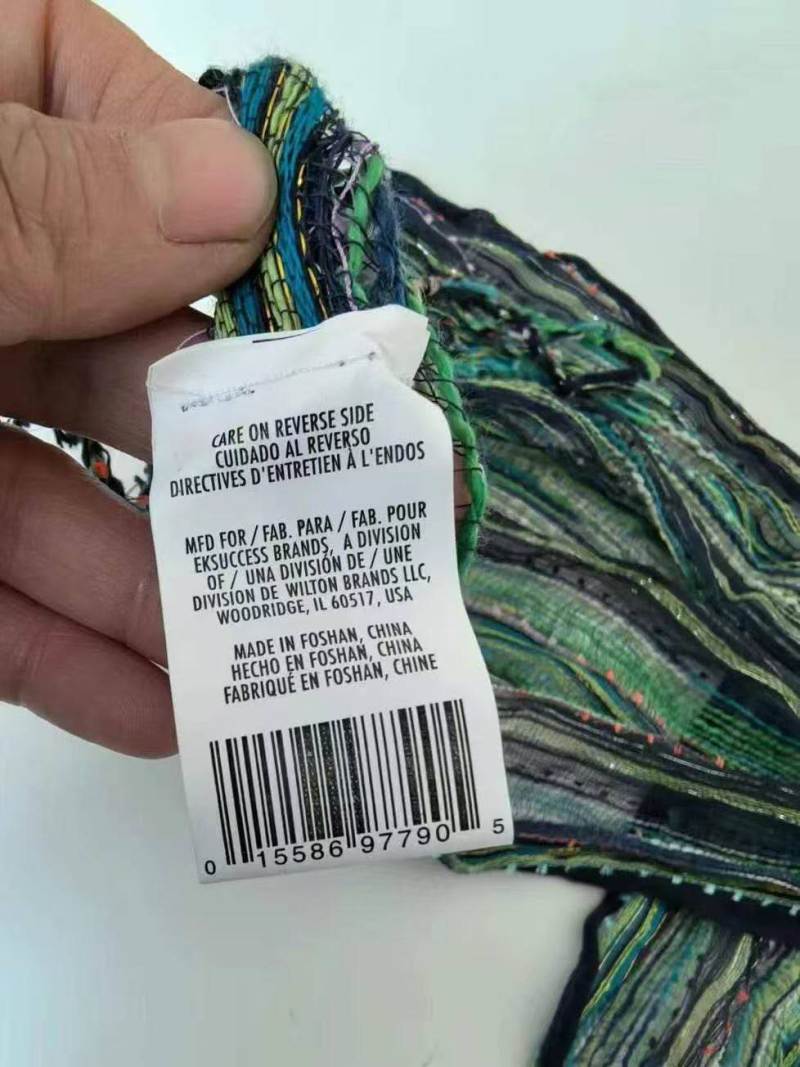 CARE ON REVERSE SIDE
CUIDADO AL REVERSO
DIRECTIVES D'ENTRETIEN À L'ENDOS
MFD FOR / FAB. PARA / FAB. POUR
EKSUCCESS BRANDS, A DIVISION
OF / UNA DIVISIÓN DE / UNE
DIVISION DE WILTON BRANDS LLC,
WOODRIDGE, IL 60517, USA
MADE IN FOSHAN, CHINA
HECHO EN FOSHAN, CHINA
FABRIQUÉ EN FOSHAN, CHINE
0 15586 97790 5